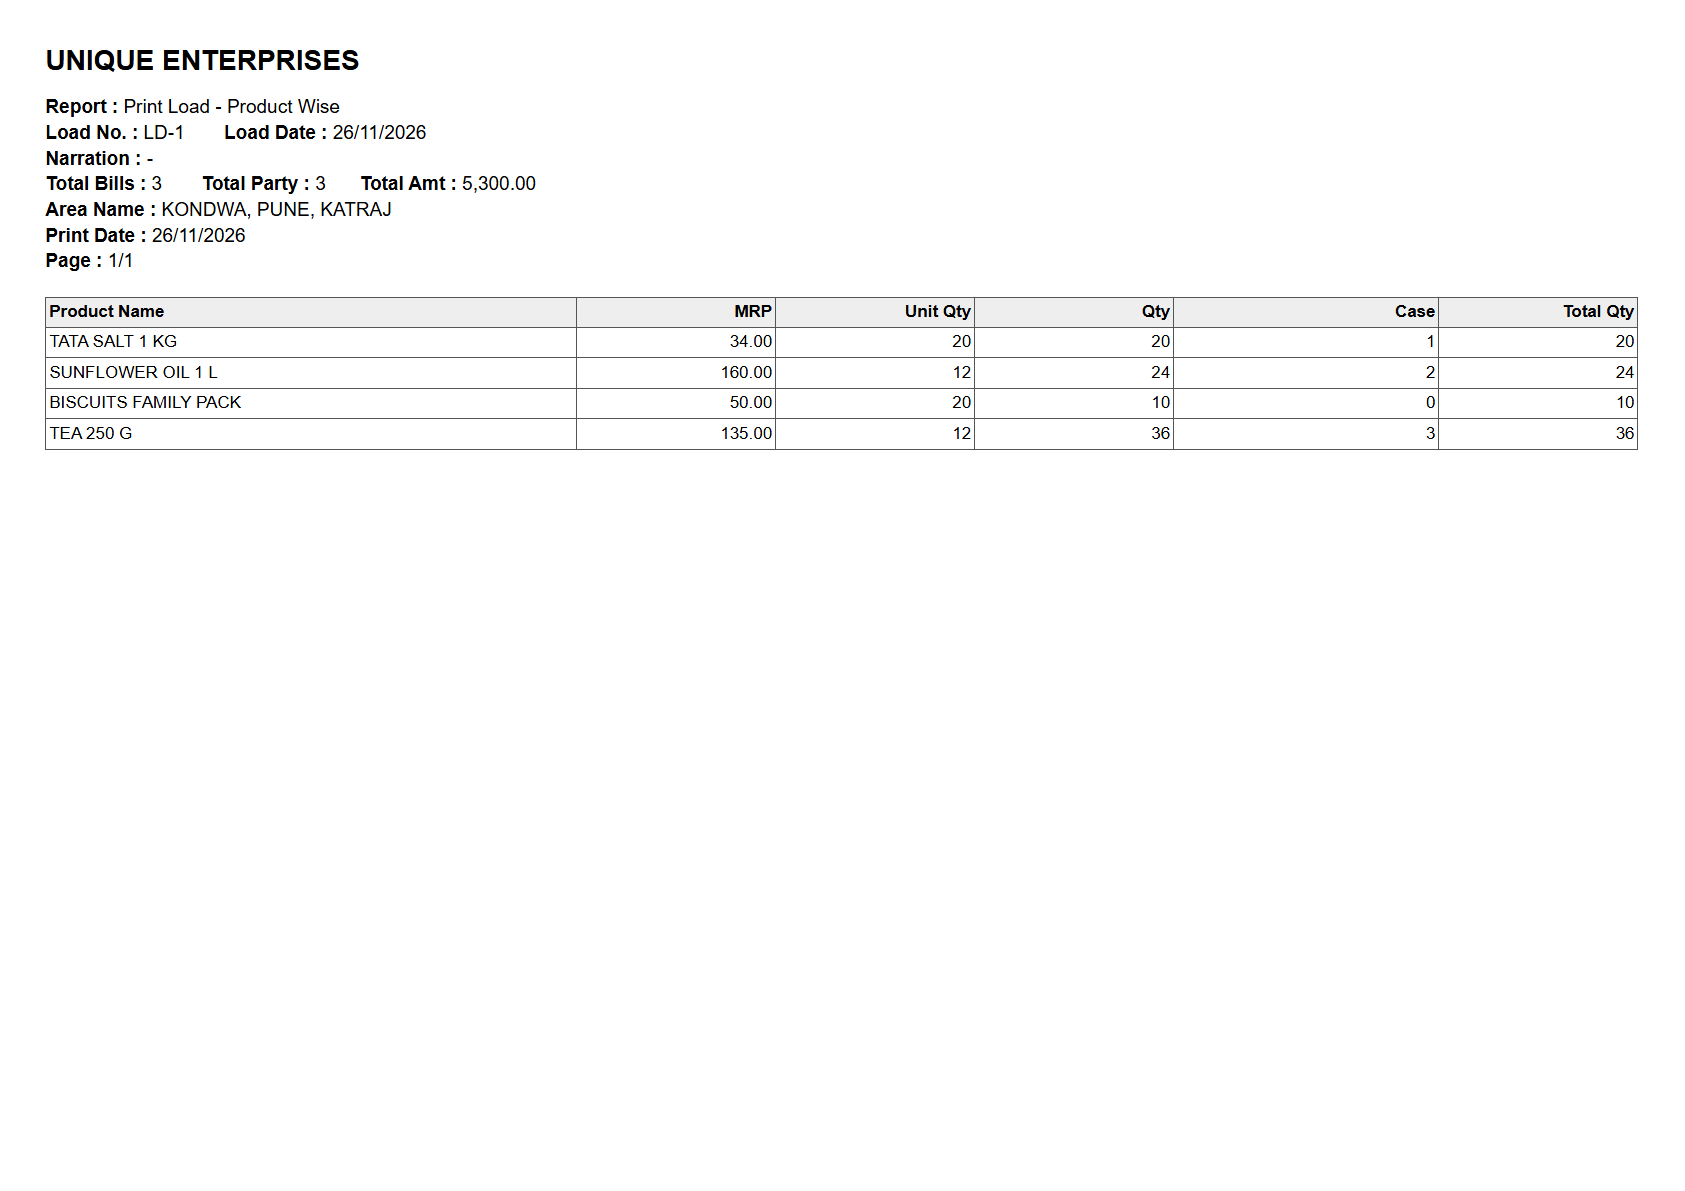 UNIQUE ENTERPRISES
Report : Print Load - Product Wise
Load No. : LD-1 Load Date : 26/11/2026
Narration : -
Total Bills : 3 Total Party : 3 Total Amt : 5,300.00
Area Name : KONDWA, PUNE, KATRAJ
Print Date : 26/11/2026
Page : 1/1
Product Name MRP Unit Qty Qty Case Total Qty
TATA SALT 1 KG 34.00 20 20 1 20
SUNFLOWER OIL 1 L 160.00 12 24 2 24
BISCUITS FAMILY PACK 50.00 20 10 0 10
TEA 250 G 135.00 12 36 3 36